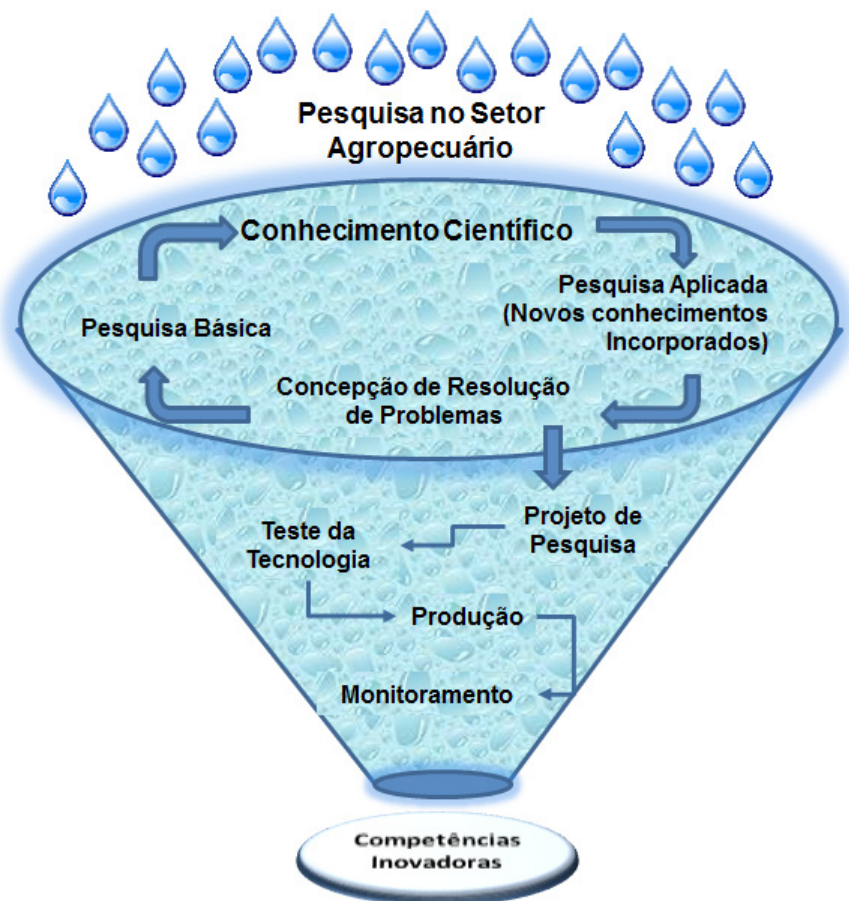 Pesquisa no Setor
Agropecuário
Conhecimento Científico
Pesquisa Aplicada
(Novos conhecimentos
Incorporados)
Pesquisa Básica
Concepção de Resolução
de Problemas
Projeto de
Pesquisa
Teste da
Tecnologia
Produção
Monitoramento
Competências
Inovadoras